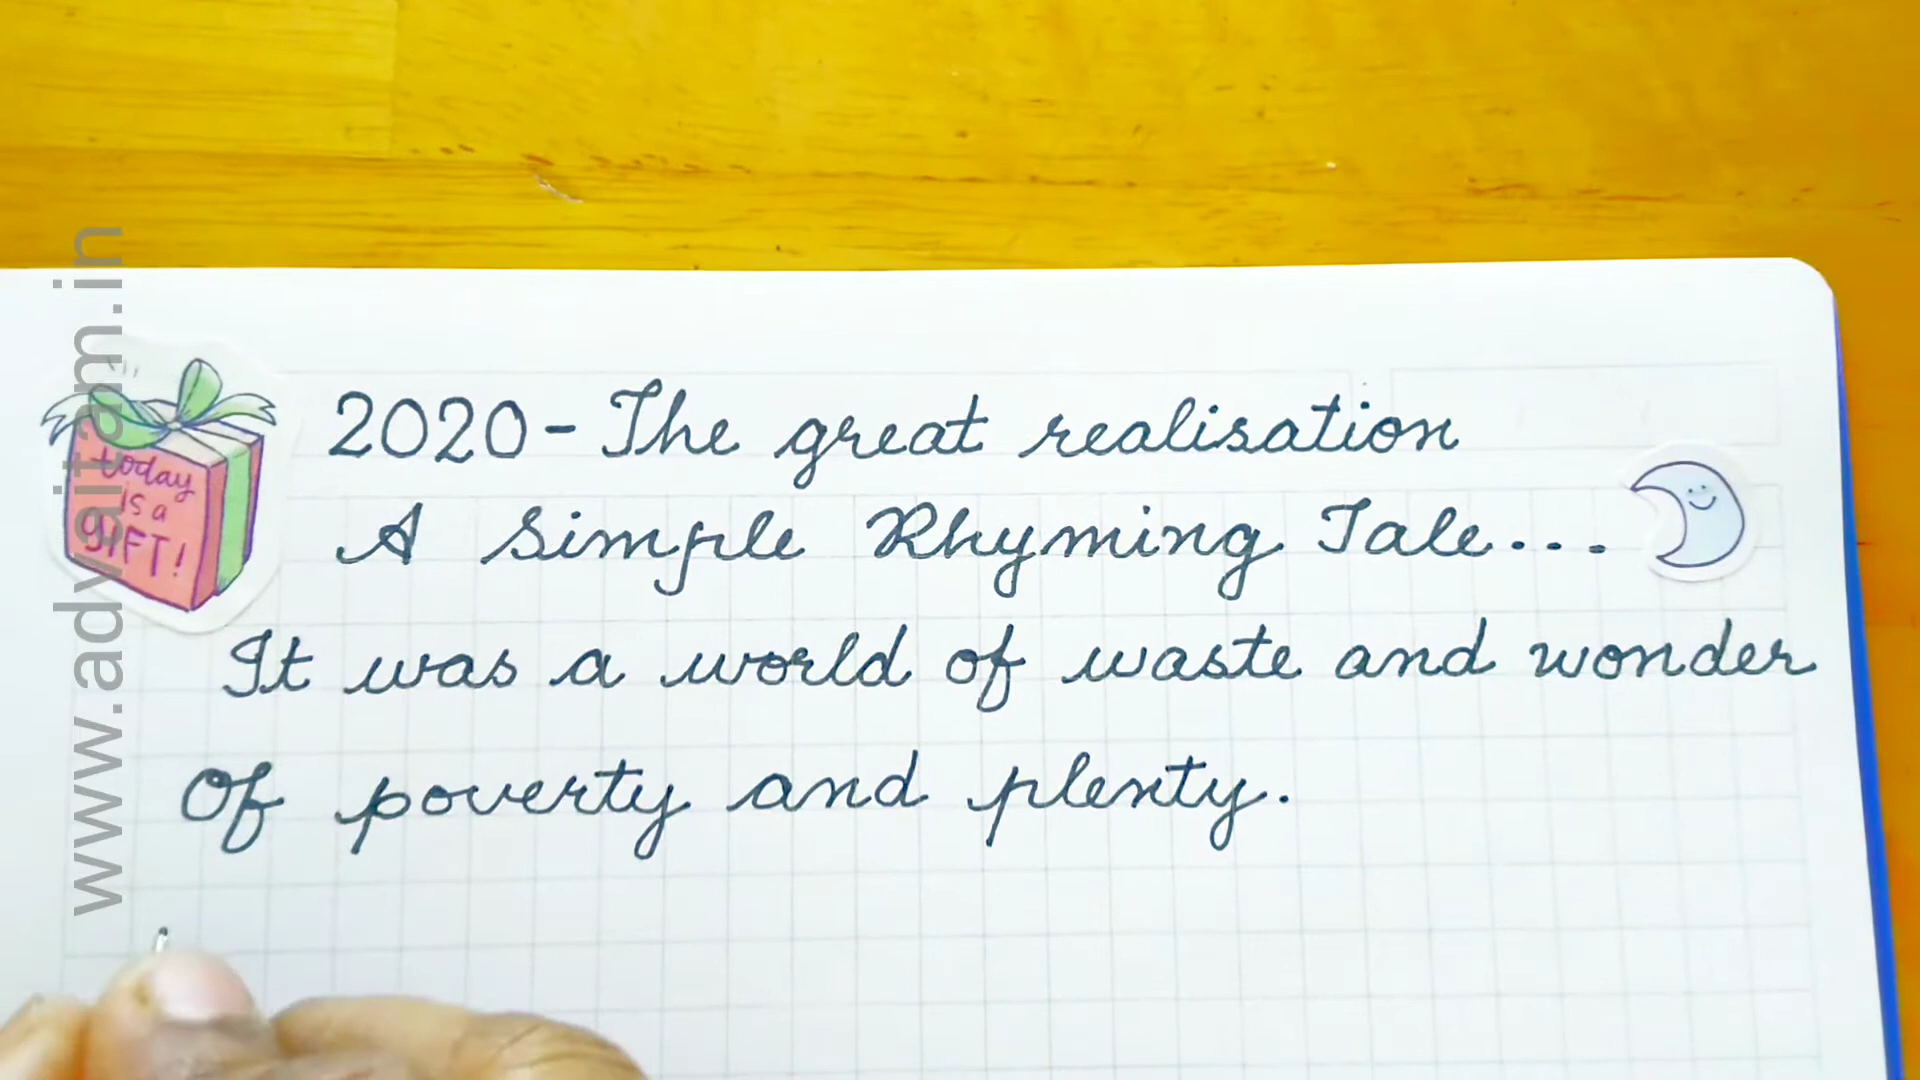 2020-The great realisation
A Simple Rhyming Tale...
It was a world of waste and wonder
Of poverty and plenty.
today
is a
GIFT!
www.advaitam.in